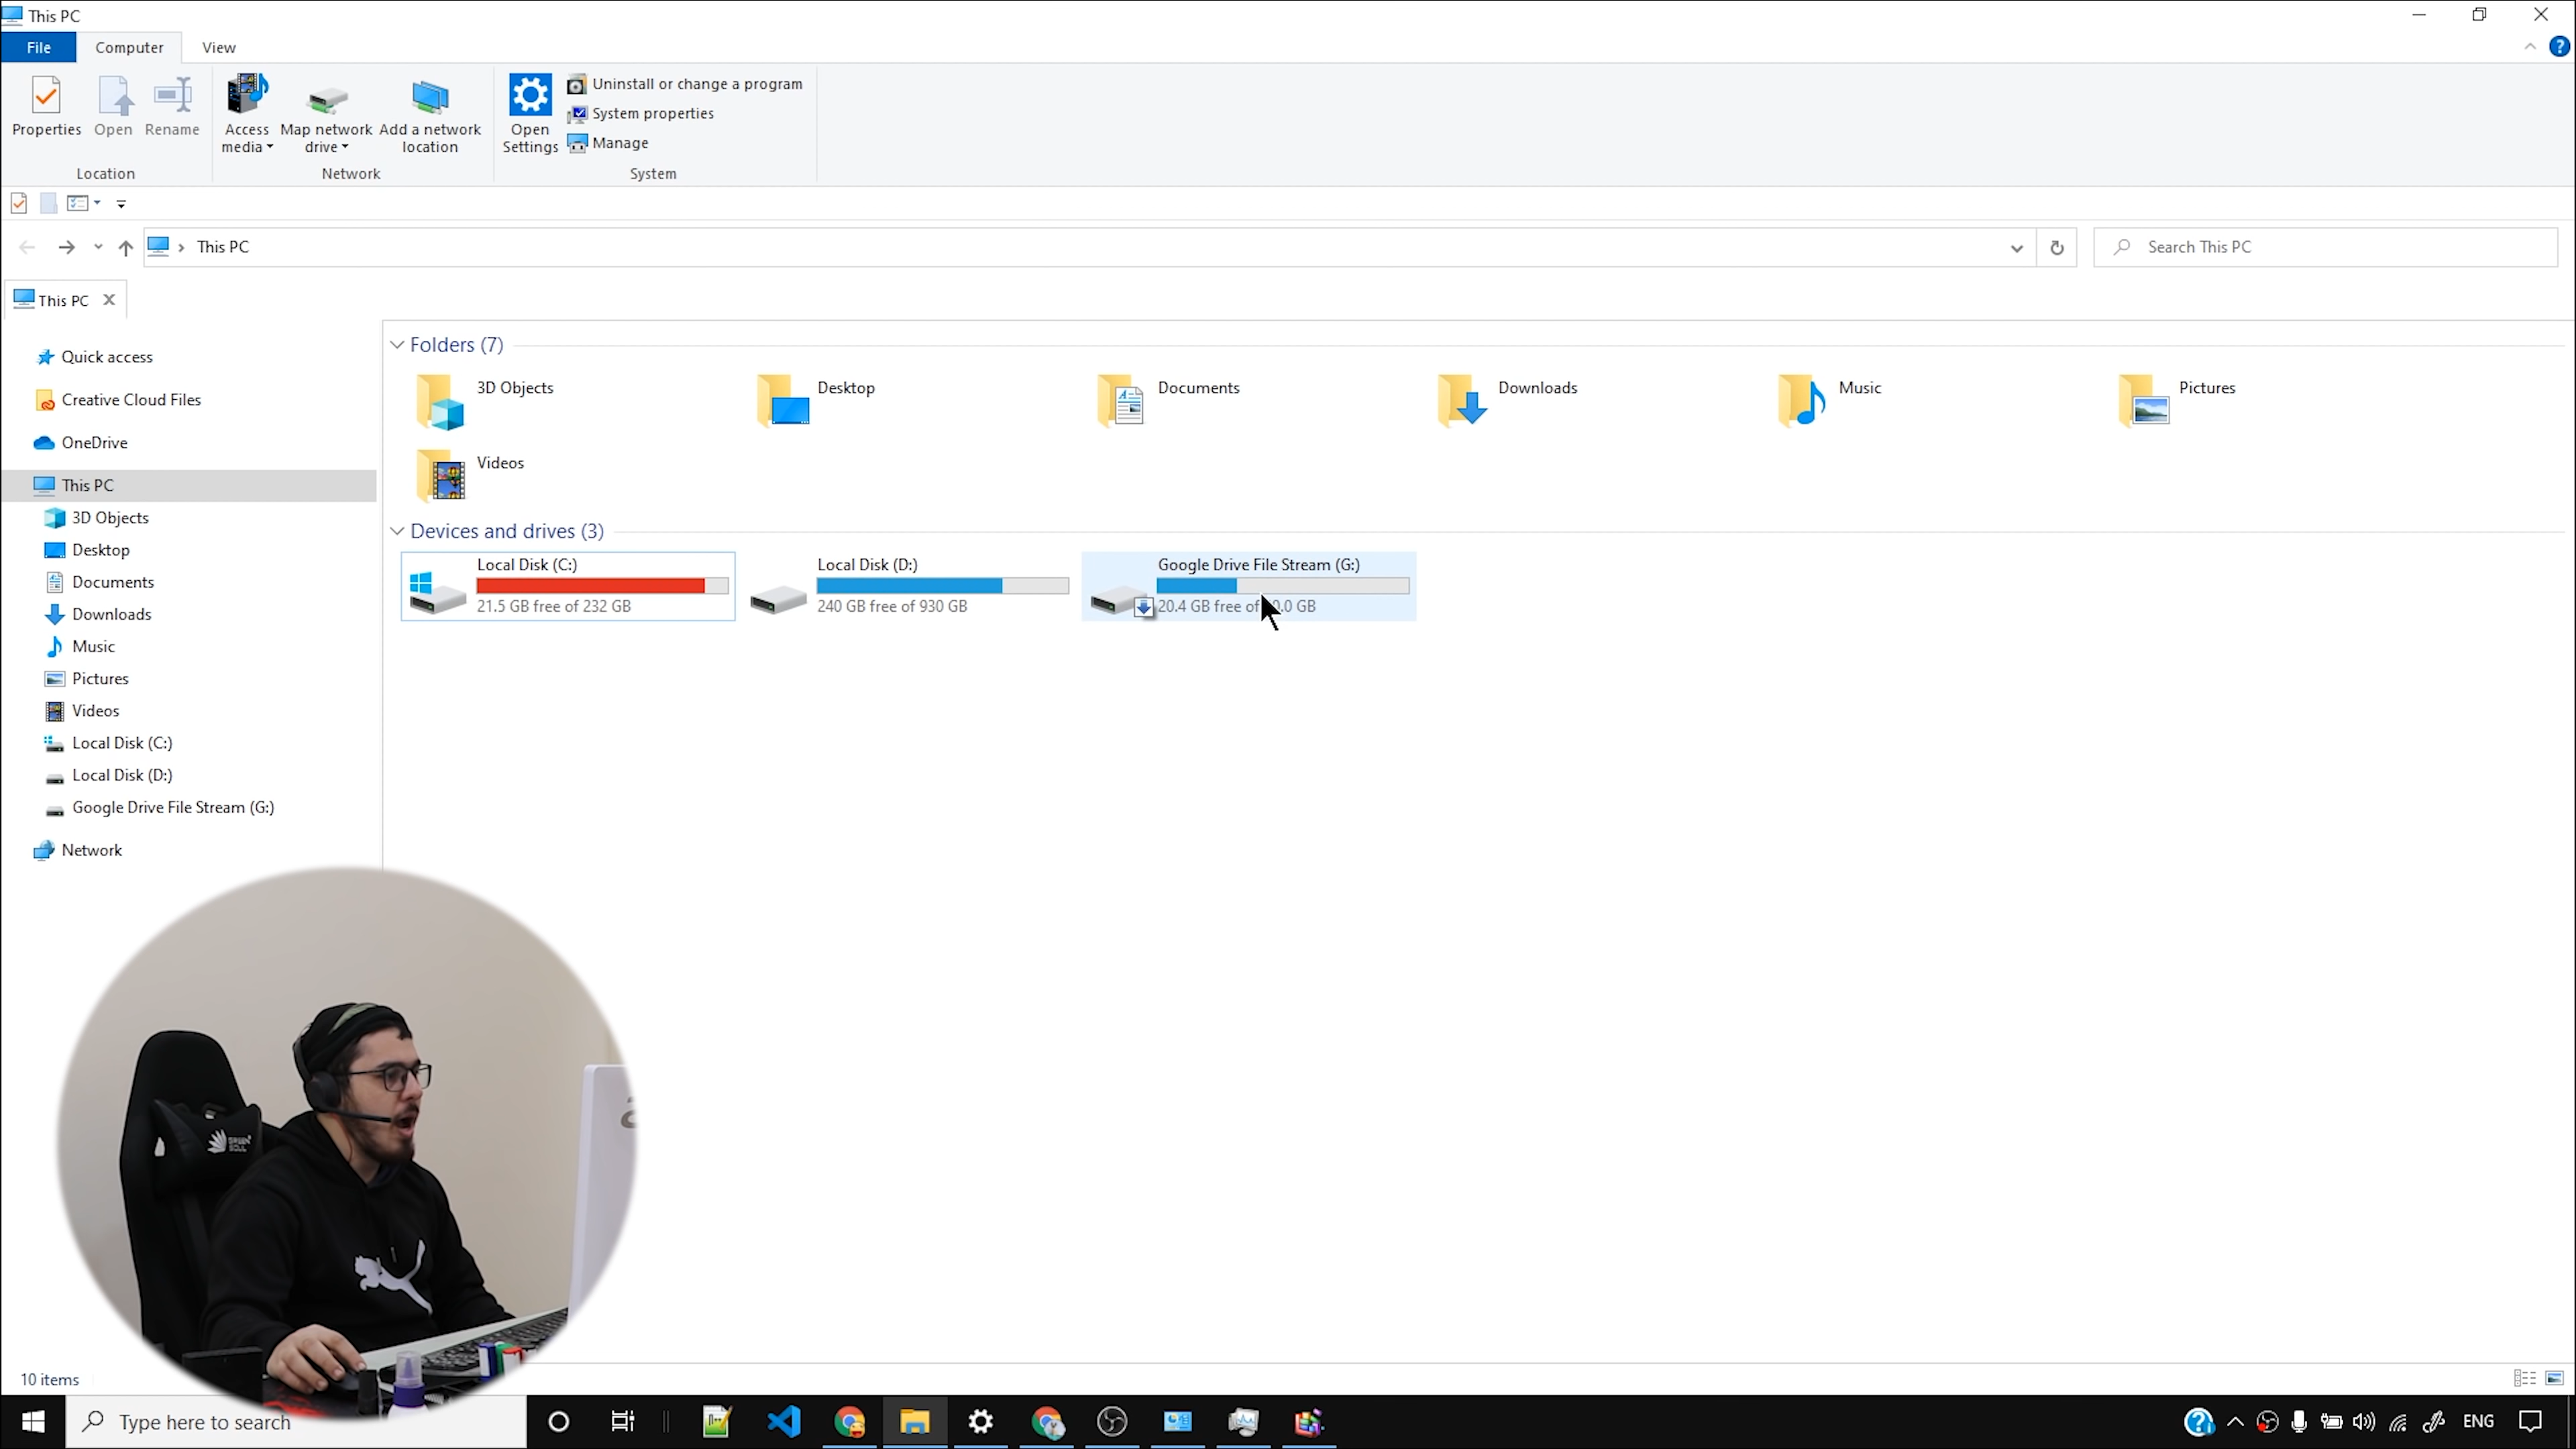 This PC
File
Computer
View
Properties
Open
Rename
Access media
Map network drive
Add a network location
Open Settings
Uninstall or change a program
System properties
Manage
Location
Network
System
This PC
Search This PC
This PC
Quick access
Creative Cloud Files
OneDrive
This PC
3D Objects
Desktop
Documents
Downloads
Music
Pictures
Videos
Local Disk (C:)
Local Disk (D:)
Google Drive File Stream (G:)
Network
Folders (7)
3D Objects
Desktop
Documents
Downloads
Music
Pictures
Videos
Devices and drives (3)
Local Disk (C:)
21.5 GB free of 232 GB
Local Disk (D:)
240 GB free of 930 GB
Google Drive File Stream (G:)
20.4 GB free of GB
10 items
Type here to search
ENG